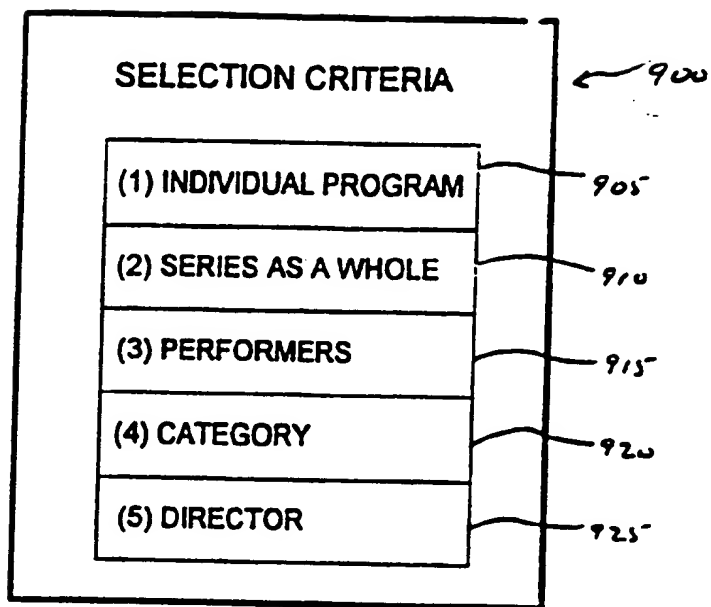 SELECTION CRITERIA
900
(1) INDIVIDUAL PROGRAM
905
(2) SERIES AS A WHOLE
910
(3) PERFORMERS
915
(4) CATEGORY
920
(5) DIRECTOR
925